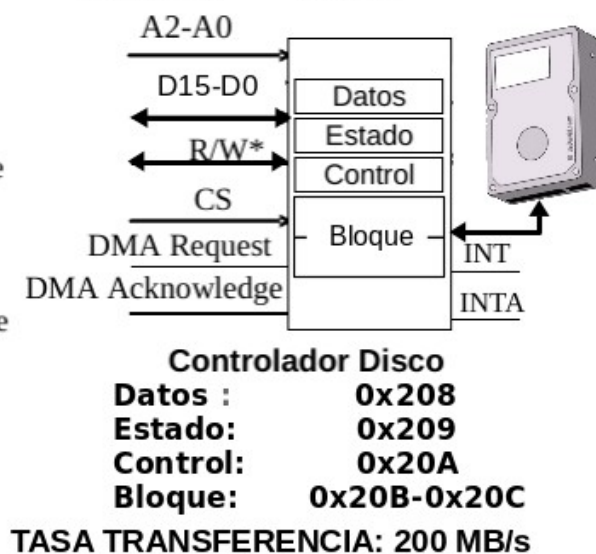 A2-A0
D15-D0
R/W*
CS
DMA Request
DMA Acknowledge
Datos
Estado
Control
Bloque
INT
INTA
e
e
Controlador Disco
Datos : 0x208
Estado: 0x209
Control: 0x20A
Bloque: 0x20B-0x20C
TASA TRANSFERENCIA: 200 MB/s